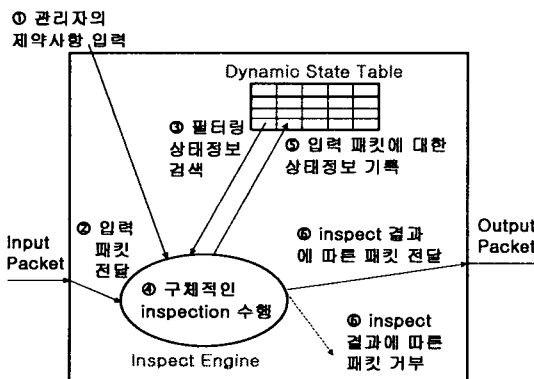 ① 관리자의
제약사항 입력
Dynamic State Table
③ 필터링
상태정보
검색
⑤ 입력 패킷에 대한
상태정보 기록
② 입력
패킷
전달
Input
Packet
⑥ inspect 결과
에 따른 패킷 전달
Output
Packet
④ 구체적인
inspection 수행
⑥ inspect
결과에 따른
패킷 거부
Inspect Engine